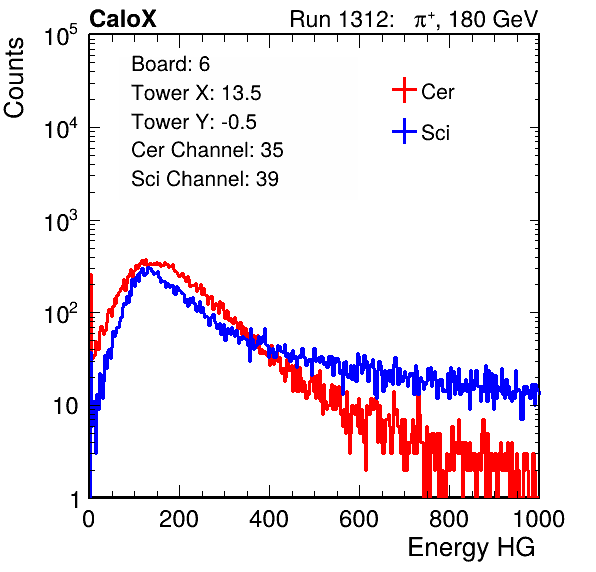 CaloX
Run 1312: π⁺, 180 GeV
Counts
10⁵
10⁴
10³
10²
10
1
Board: 6
Tower X: 13.5
Tower Y: -0.5
Cer Channel: 35
Sci Channel: 39
Cer
Sci
0 200 400 600 800 1000
Energy HG